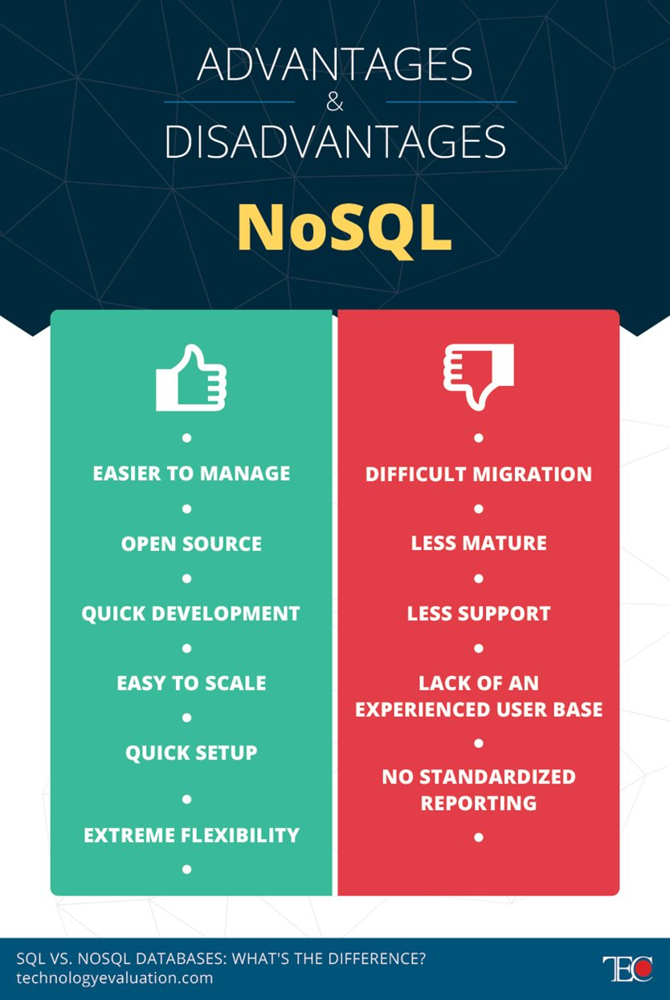 ADVANTAGES
&
DISADVANTAGES
NoSQL
EASIER TO MANAGE
OPEN SOURCE
QUICK DEVELOPMENT
EASY TO SCALE
QUICK SETUP
EXTREME FLEXIBILITY
DIFFICULT MIGRATION
LESS MATURE
LESS SUPPORT
LACK OF AN
EXPERIENCED USER BASE
NO STANDARDIZED
REPORTING
SQL VS. NOSQL DATABASES: WHAT'S THE DIFFERENCE?
technologyevaluation.com
TEC